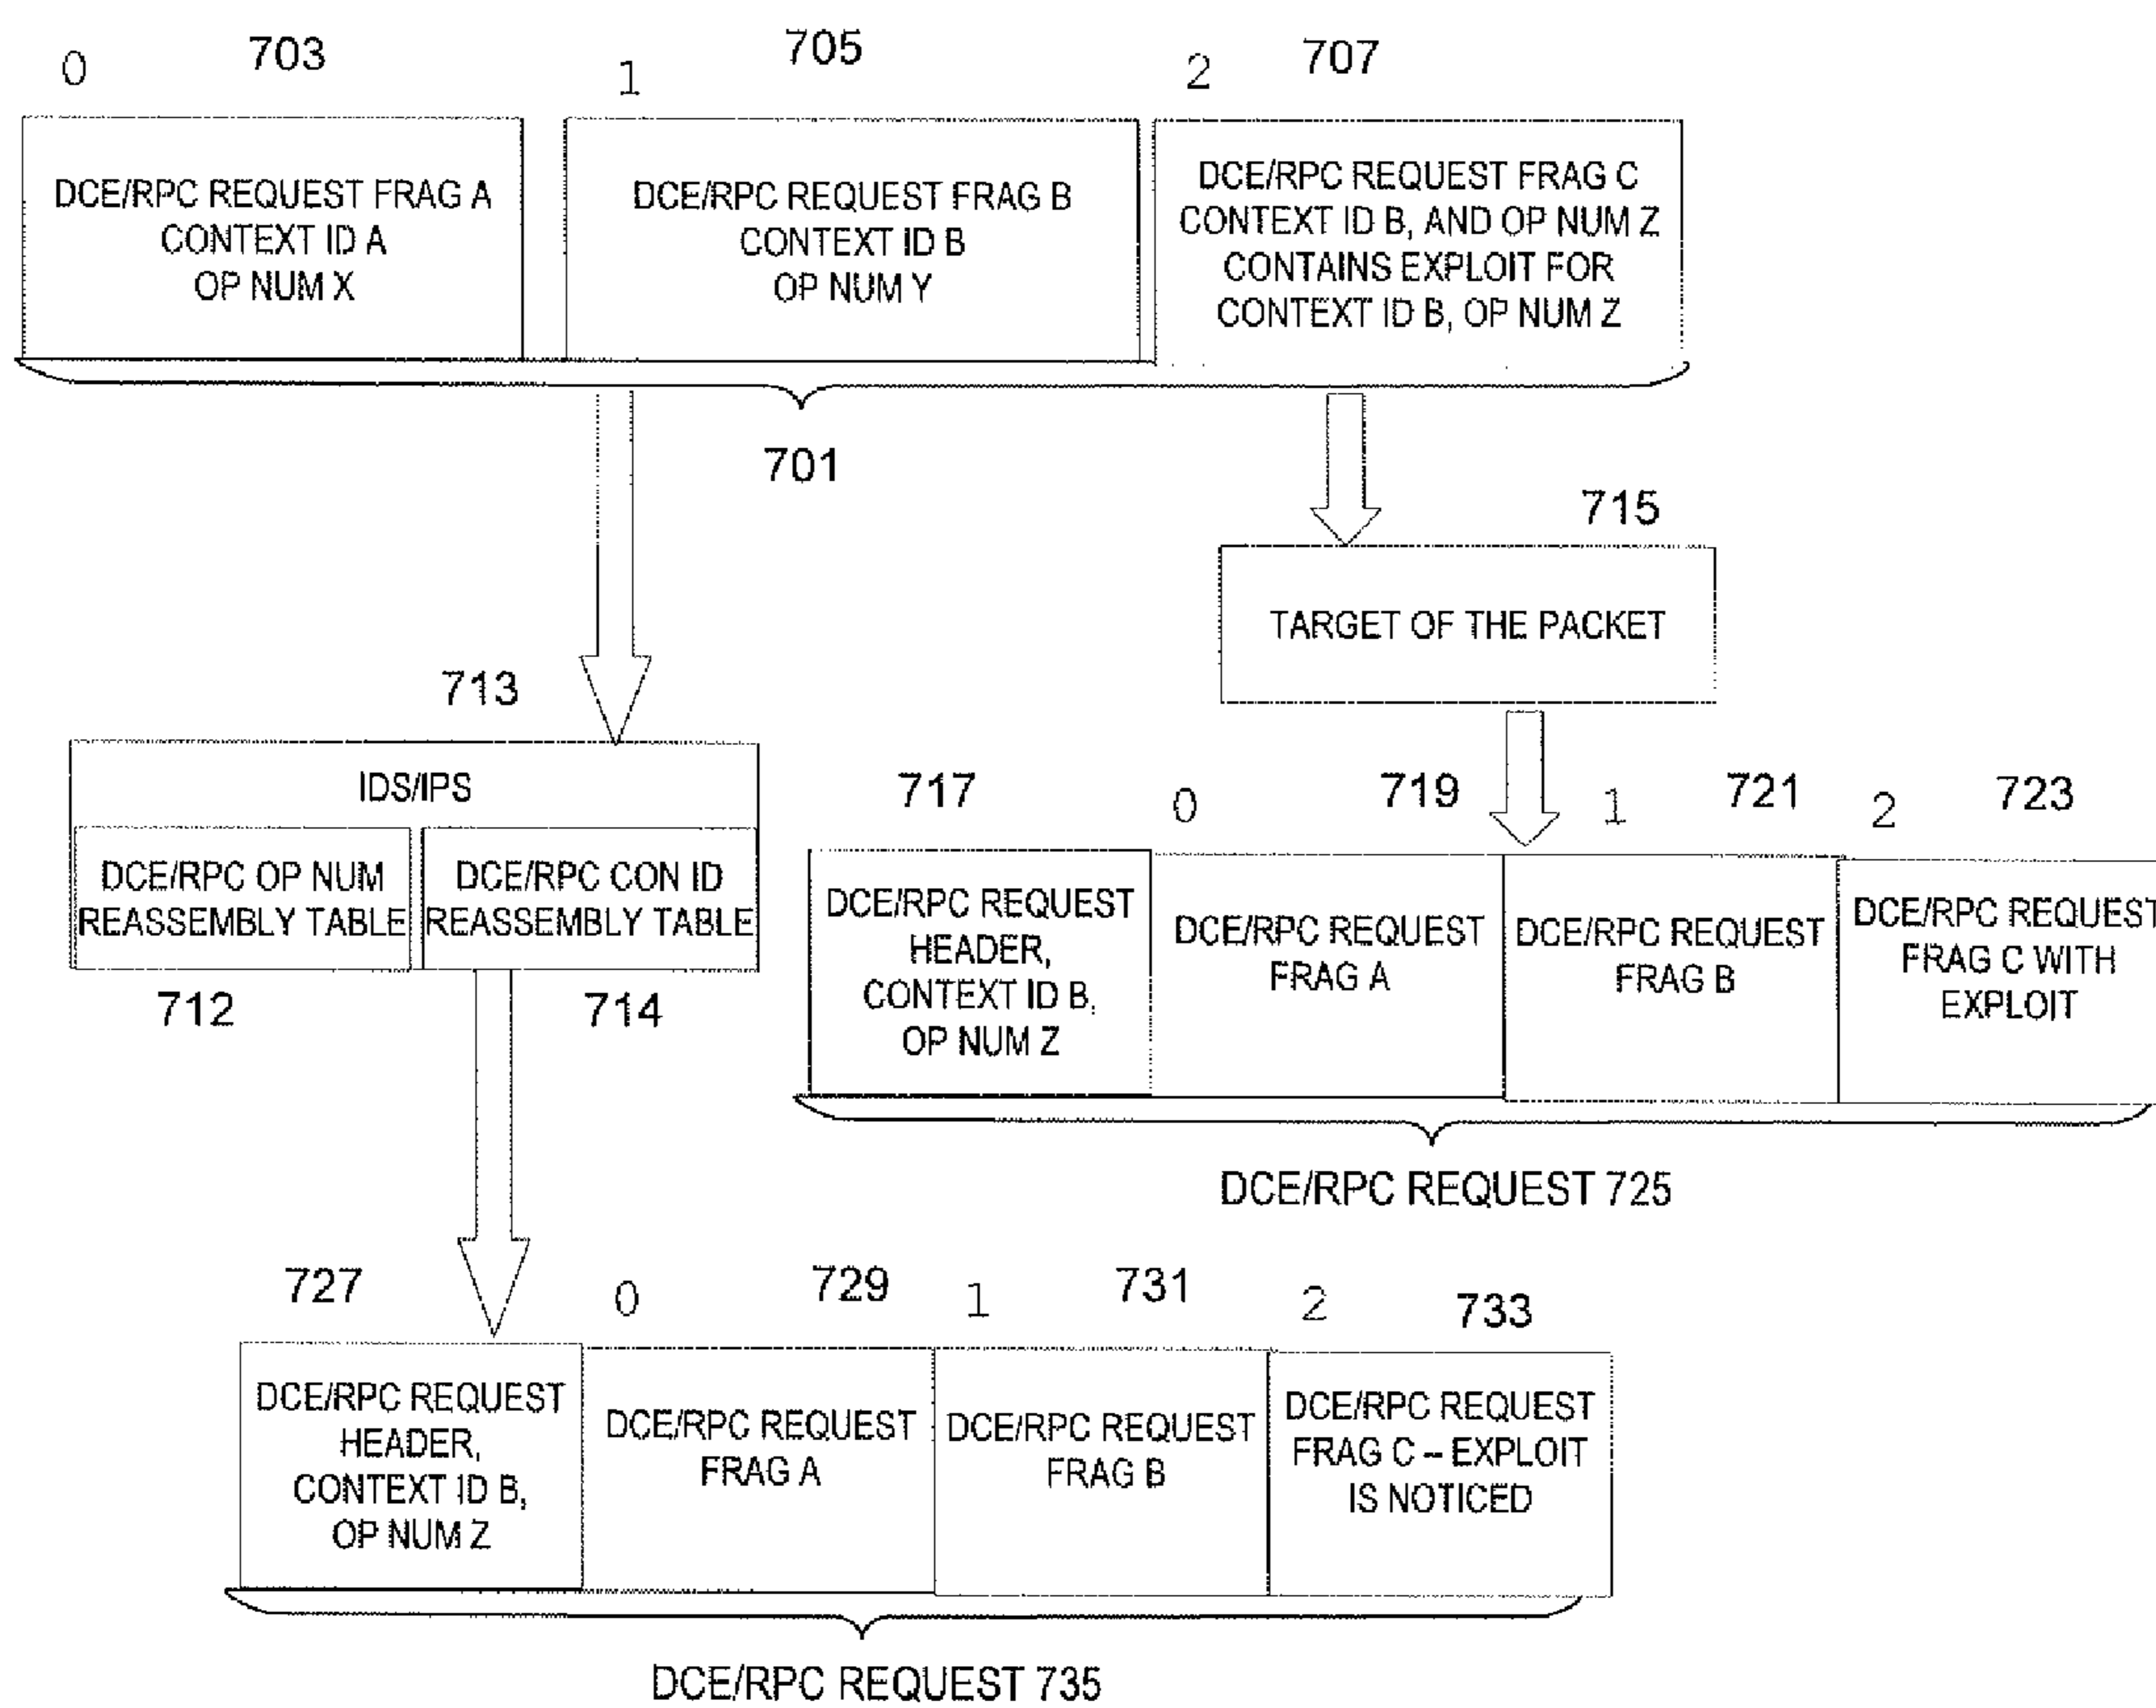 0
703
1
705
2
707
DCE/RPC REQUEST FRAG A
CONTEXT ID A
OP NUM X
DCE/RPC REQUEST FRAG B
CONTEXT ID B
OP NUM Y
DCE/RPC REQUEST FRAG C
CONTEXT ID B, AND OP NUM Z
CONTAINS EXPLOIT FOR
CONTEXT ID B, OP NUM Z
701
715
TARGET OF THE PACKET
713
IDS/IPS
DCE/RPC OP NUM
REASSEMBLY TABLE
DCE/RPC CON ID
REASSEMBLY TABLE
712
714
717
0
719
1
721
2
723
DCE/RPC REQUEST
HEADER,
CONTEXT ID B,
OP NUM Z
DCE/RPC REQUEST
FRAG A
DCE/RPC REQUEST
FRAG B
DCE/RPC REQUEST
FRAG C WITH
EXPLOIT
DCE/RPC REQUEST 725
727
0
729
1
731
2
733
DCE/RPC REQUEST
HEADER,
CONTEXT ID B,
OP NUM Z
DCE/RPC REQUEST
FRAG A
DCE/RPC REQUEST
FRAG B
DCE/RPC REQUEST
FRAG C – EXPLOIT
IS NOTICED
DCE/RPC REQUEST 735